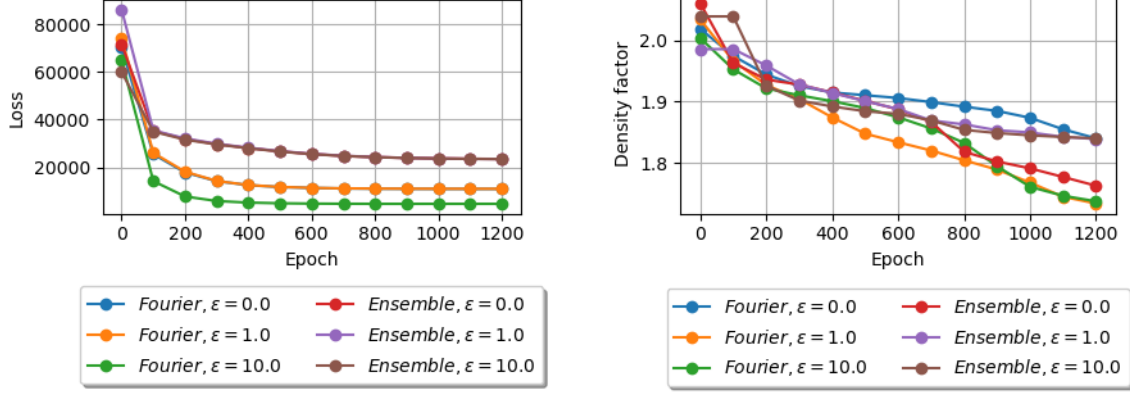 80000
60000
40000
20000
Loss
0 200 400 600 800 1000 1200
Epoch
Fourier, ε = 0.0 Ensemble, ε = 0.0
Fourier, ε = 1.0 Ensemble, ε = 1.0
Fourier, ε = 10.0 Ensemble, ε = 10.0
2.0
1.9
1.8
Density factor
0 200 400 600 800 1000 1200
Epoch
Fourier, ε = 0.0 Ensemble, ε = 0.0
Fourier, ε = 1.0 Ensemble, ε = 1.0
Fourier, ε = 10.0 Ensemble, ε = 10.0